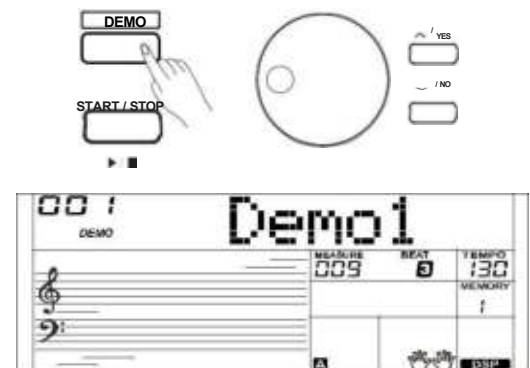 DEMO
/ YES
/ NO
START / STOP
001
DEMO
Demo1
MEASURE
009
BEAT
3
TEMPO
130
MEMORY
1
A
DSP